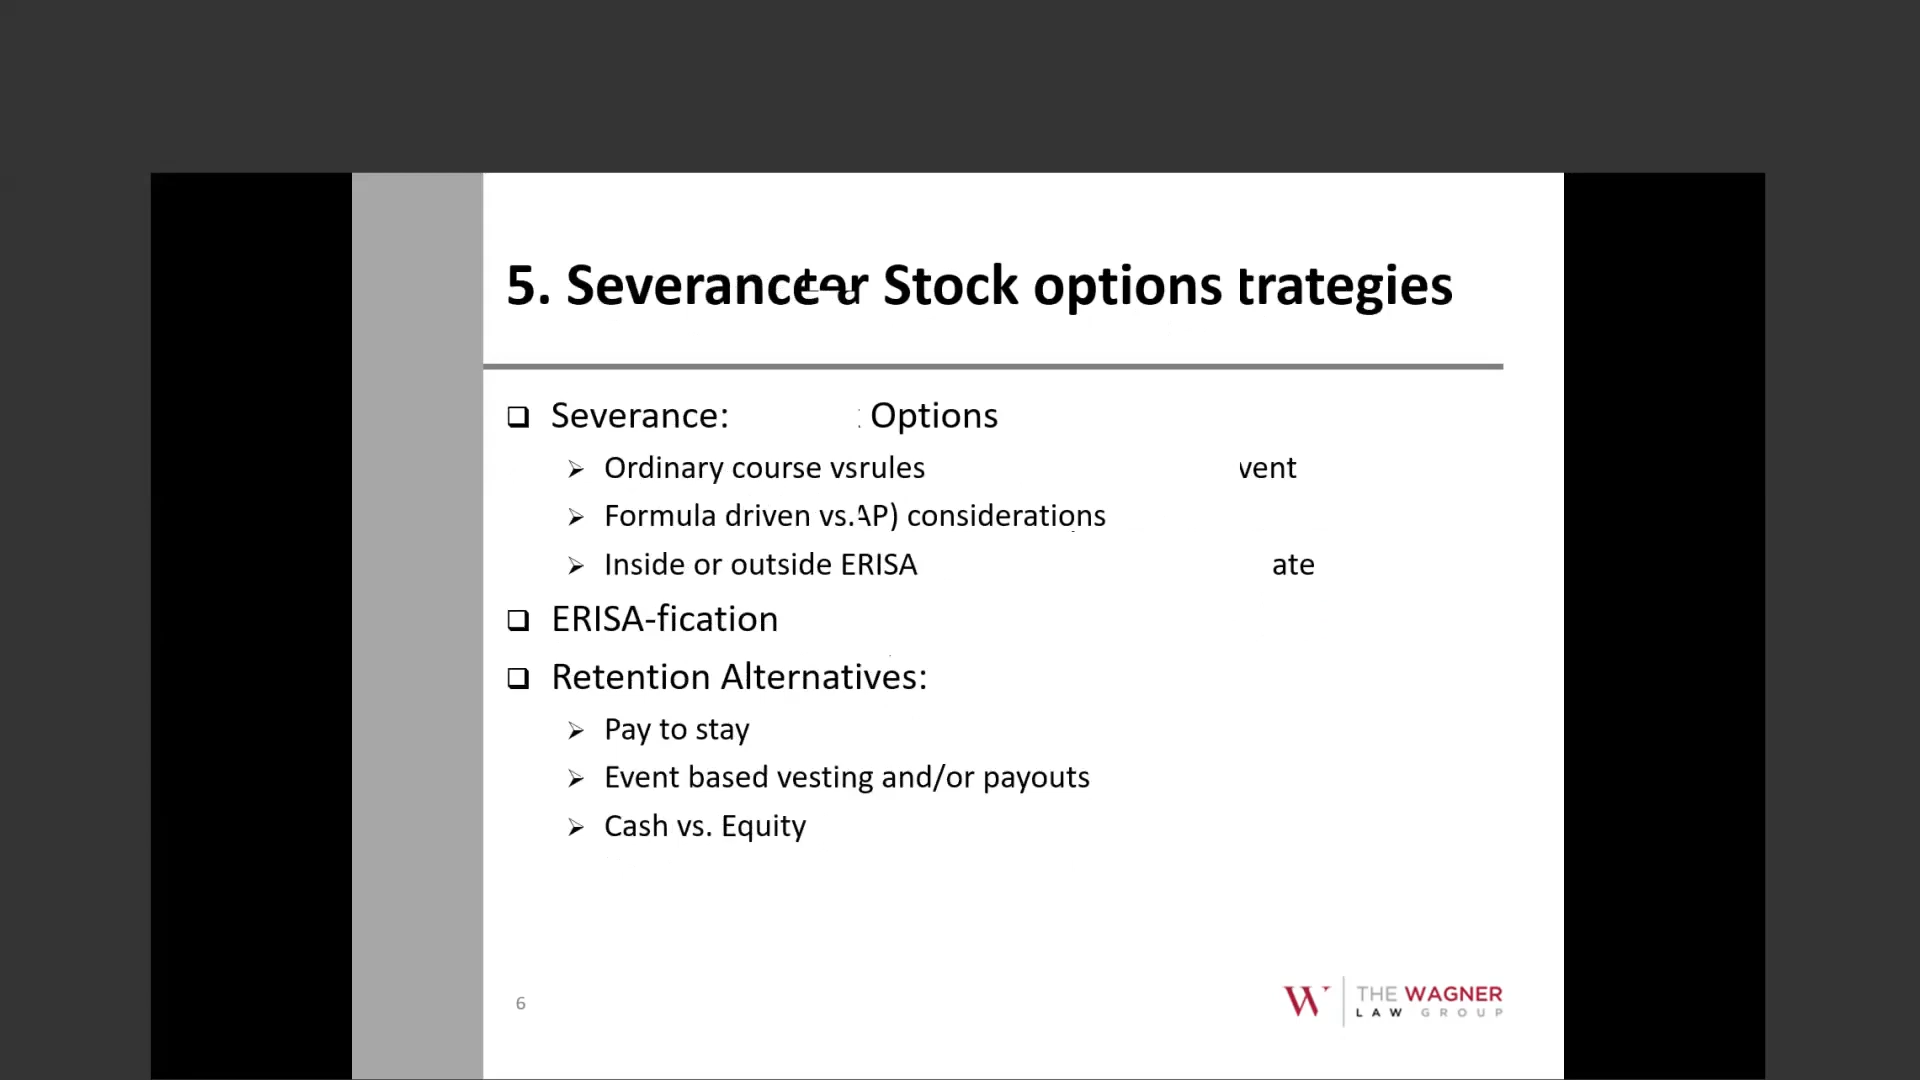 5. Severance Stock options trategies
❑ Severance: Options
➢ Ordinary course vsrules vent
➢ Formula driven vs.AP) considerations
➢ Inside or outside ERISA ate
❑ ERISA-fication
❑ Retention Alternatives:
➢ Pay to stay
➢ Event based vesting and/or payouts
➢ Cash vs. Equity
6
THE WAGNER
LAW GROUP